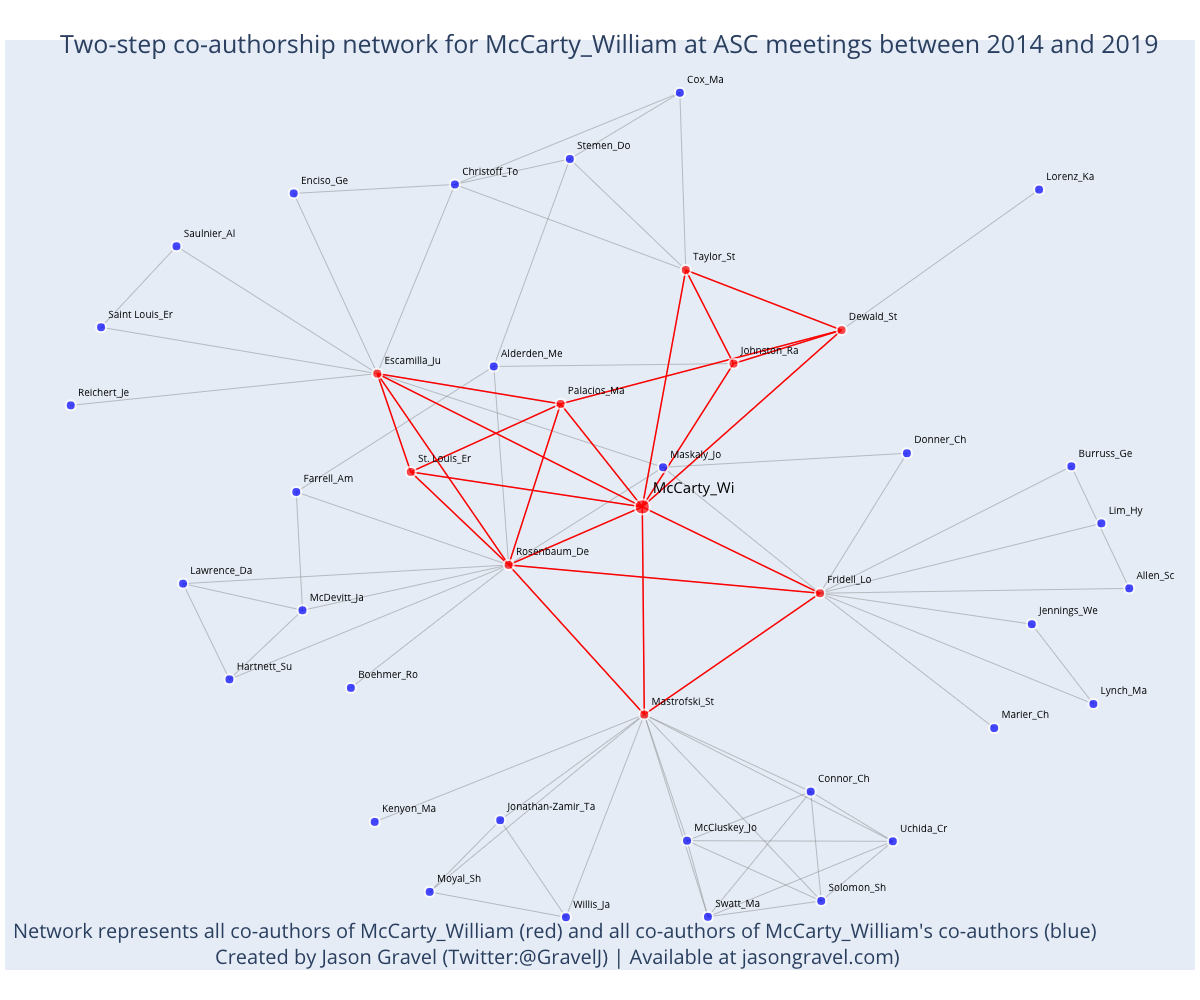 Two-step co-authorship network for McCarty_William at ASC meetings between 2014 and 2019
Cox_Ma
Stemen_Do
Christoff_To
Enciso_Ge
Lorenz_Ka
Saulnier_Al
Taylor_St
Saint Louis_Er
Dewald_St
Johnston_Ra
Alderden_Me
Escamilla_Ju
Palacios_Ma
Reichert_Je
Donner_Ch
Maskaly_Jo
Burruss_Ge
St. Louis_Er
Farrell_Am
McCarty_Wi
Lim_Hy
Rosenbaum_De
Lawrence_Da
Fridell_Lo
Allen_Sc
McDevitt_Ja
Jennings_We
Hartnett_Su
Boehmer_Ro
Lynch_Ma
Mastrofski_St
Marier_Ch
Connor_Ch
Kenyon_Ma
Jonathan-Zamir_Ta
McCluskey_Jo
Uchida_Cr
Moyal_Sh
Solomon_Sh
Willis_Ja
Swatt_Ma
Network represents all co-authors of McCarty_William (red) and all co-authors of McCarty_William's co-authors (blue)
Created by Jason Gravel (Twitter:@GravelJ) | Available at jasongravel.com)